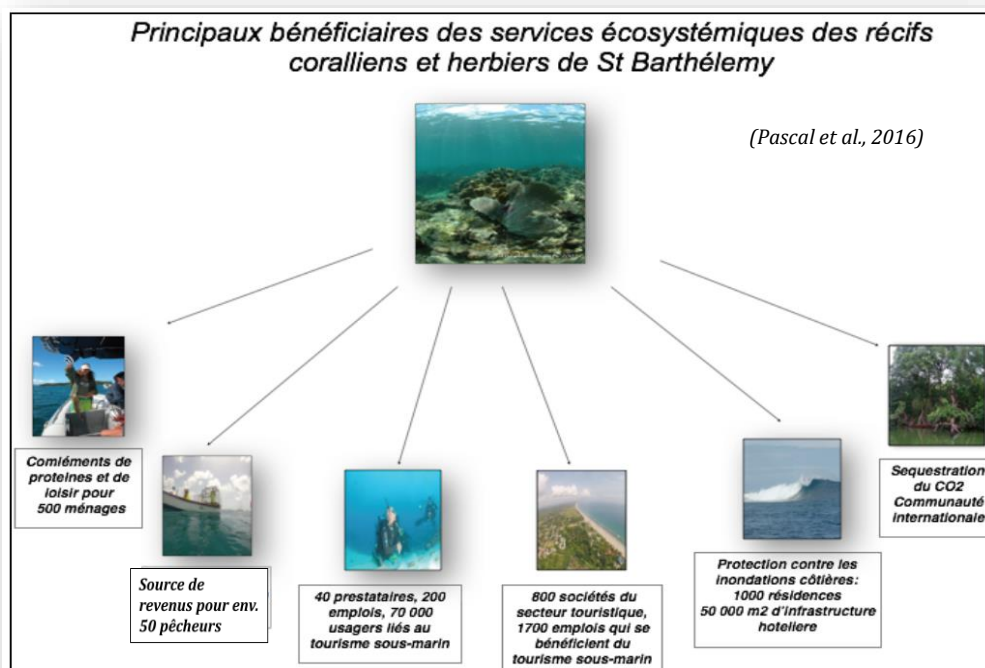 Principaux bénéficiaires des services écosystémiques des récifs
coralliens et herbiers de St Barthélemy
(Pascal et al., 2016)
Comléments de
proteines et de
loisir pour
500 ménages
Source de
revenus pour env.
50 pêcheurs
40 prestataires, 200
emplois, 70 000
usagers liés au
tourisme sous-marin
800 sociétés du
secteur touristique,
1700 emplois qui se
bénéficient du
tourisme sous-marin
Protection contre les
inondations côtières:
1000 résidences
50 000 m2 d'infrastructure
hoteliere
Sequestration
du CO2
Communauté
internationale